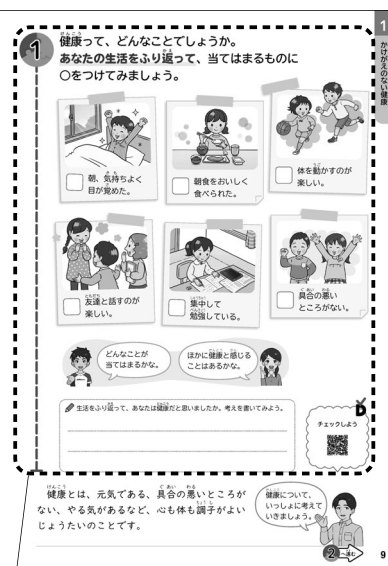 1
かけがえのない健康
1
健康って、どんなことでしょうか。
あなたの生活をふり返って、当てはまるものに
○をつけてみましょう。
朝、気持ちよく
目が覚めた。
朝食をおいしく
食べられた。
体を動かすのが
楽しい。
友達と話すのが
楽しい。
集中して
勉強している。
具合の悪い
ところがない。
どんなことが
当てはまるかな。
ほかに健康と感じる
ことはあるかな。
生活をふり返って、あなたは健康だと思いましたか。考えを書いてみよう。
D
チェックしよう
健康とは、元気である、具合の悪いところが
ない、やる気があるなど、心も体も調子がよい
じょうたいのことです。
健康について、
いっしょに考えて
いきましょう。
2へ進む
9